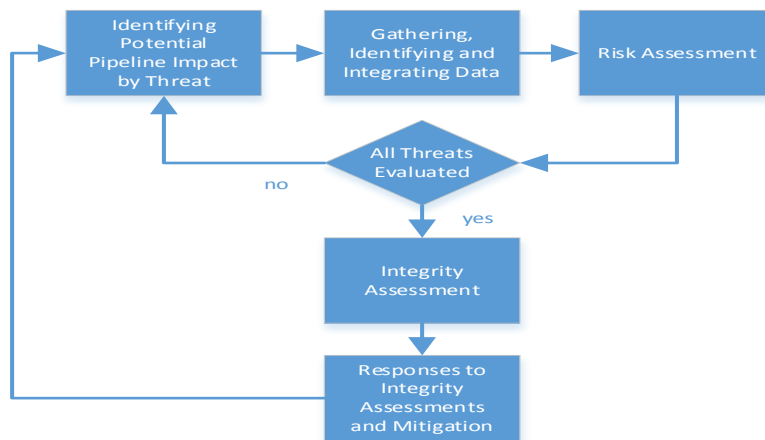 Identifying
Potential
Pipeline Impact
by Threat
Gathering,
Identifying and
Integrating Data
Risk Assessment
All Threats
Evaluated
no
yes
Integrity
Assessment
Responses to
Integrity
Assessments
and Mitigation